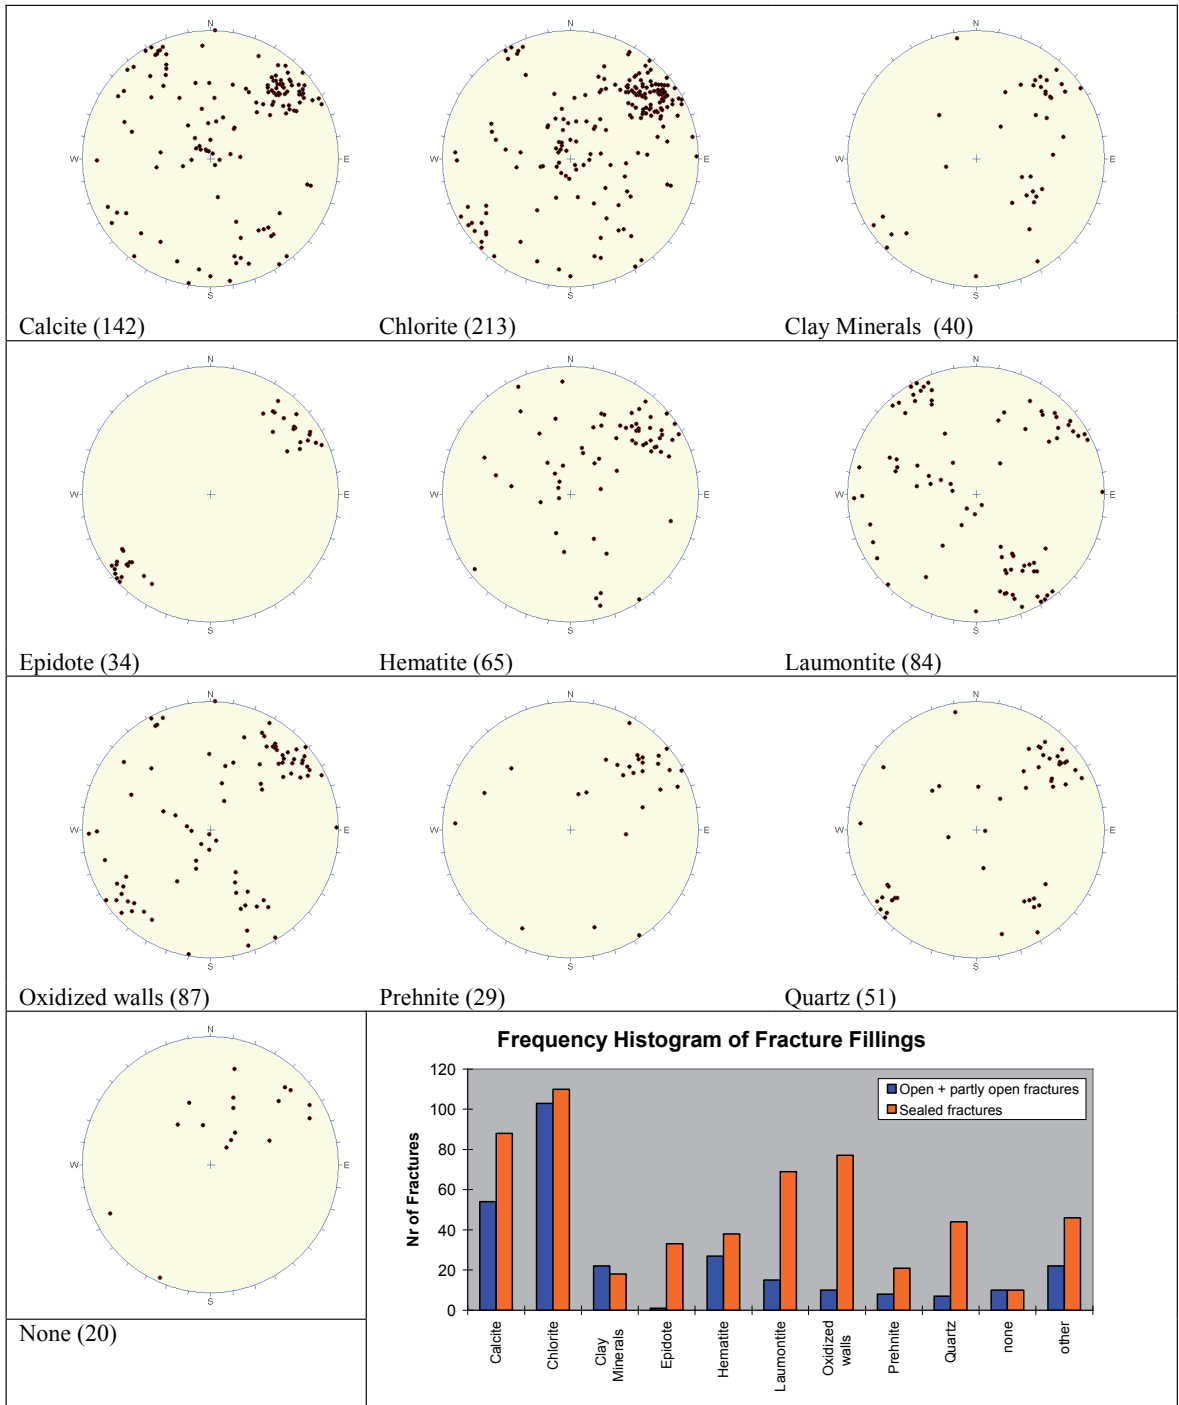 N
N
N
W
E
W
E
W
E
S
S
S
Calcite (142)
Chlorite (213)
Clay Minerals (40)
N
N
N
W
E
W
E
W
E
S
S
S
Epidote (34)
Hematite (65)
Laumontite (84)
N
N
N
W
E
W
E
W
E
S
S
S
Oxidized walls (87)
Prehnite (29)
Quartz (51)
N
W
E
S
None (20)
Frequency Histogram of Fracture Fillings
Nr of Fractures
120
100
80
60
40
20
0
Open + partly open fractures
Sealed fractures
Calcite
Chlorite
Clay
Minerals
Epidote
Hematite
Laumontite
Oxidized
walls
Prehnite
Quartz
none
other